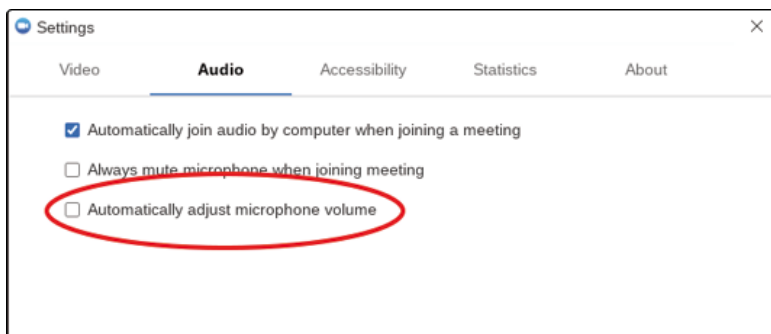 Settings
Video Audio Accessibility Statistics About
Automatically join audio by computer when joining a meeting
Always mute microphone when joining meeting
Automatically adjust microphone volume